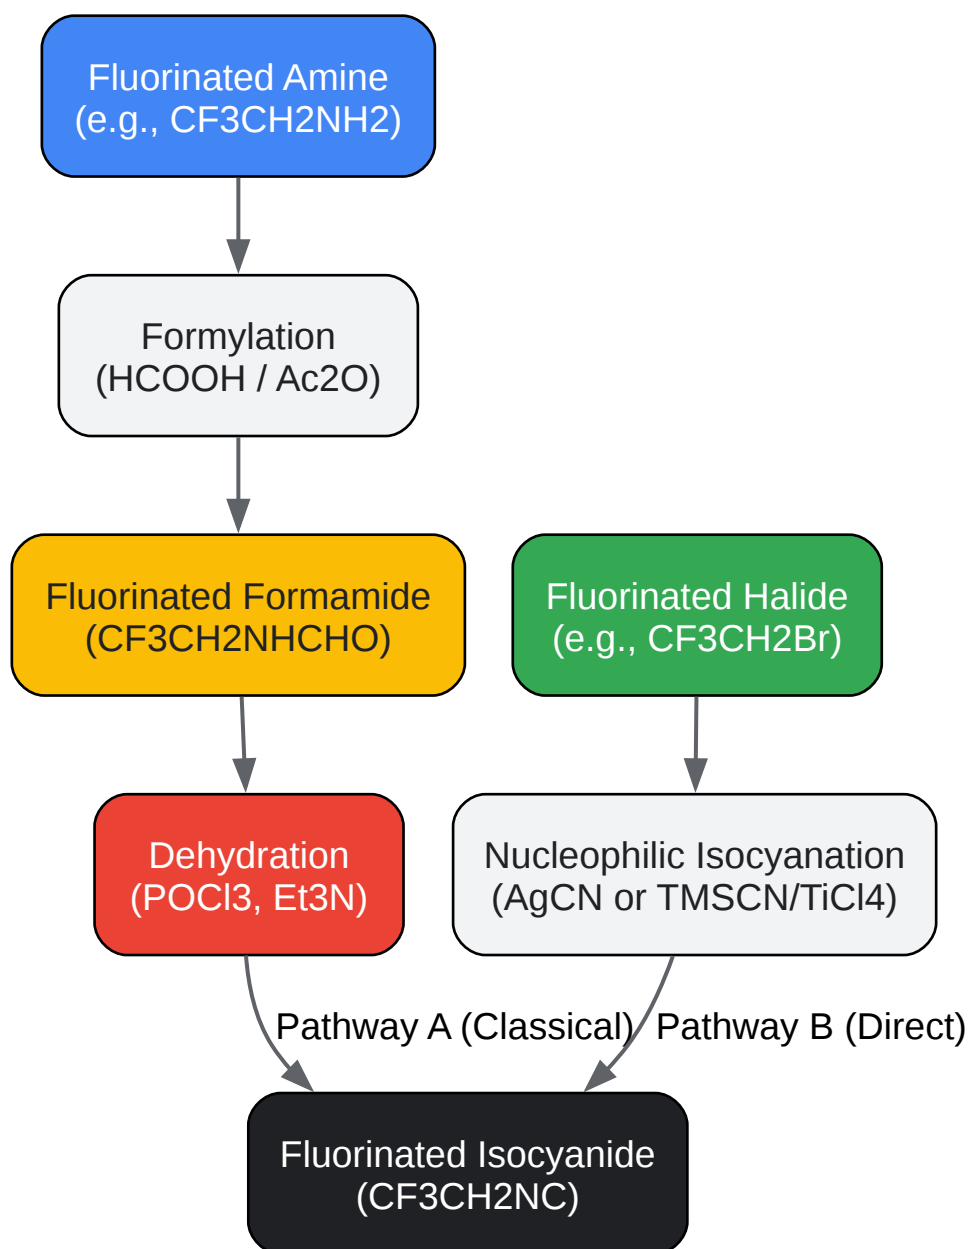 Fluorinated Amine
(e.g., CF3CH2NH2)
Formylation
(HCOOH / Ac2O)
Fluorinated Formamide
(CF3CH2NHCHO)
Fluorinated Halide
(e.g., CF3CH2Br)
Dehydration
(POCl3, Et3N)
Nucleophilic Isocyanation
(AgCN or TMSCN/TiCl4)
Pathway A (Classical)
Pathway B (Direct)
Fluorinated Isocyanide
(CF3CH2NC)